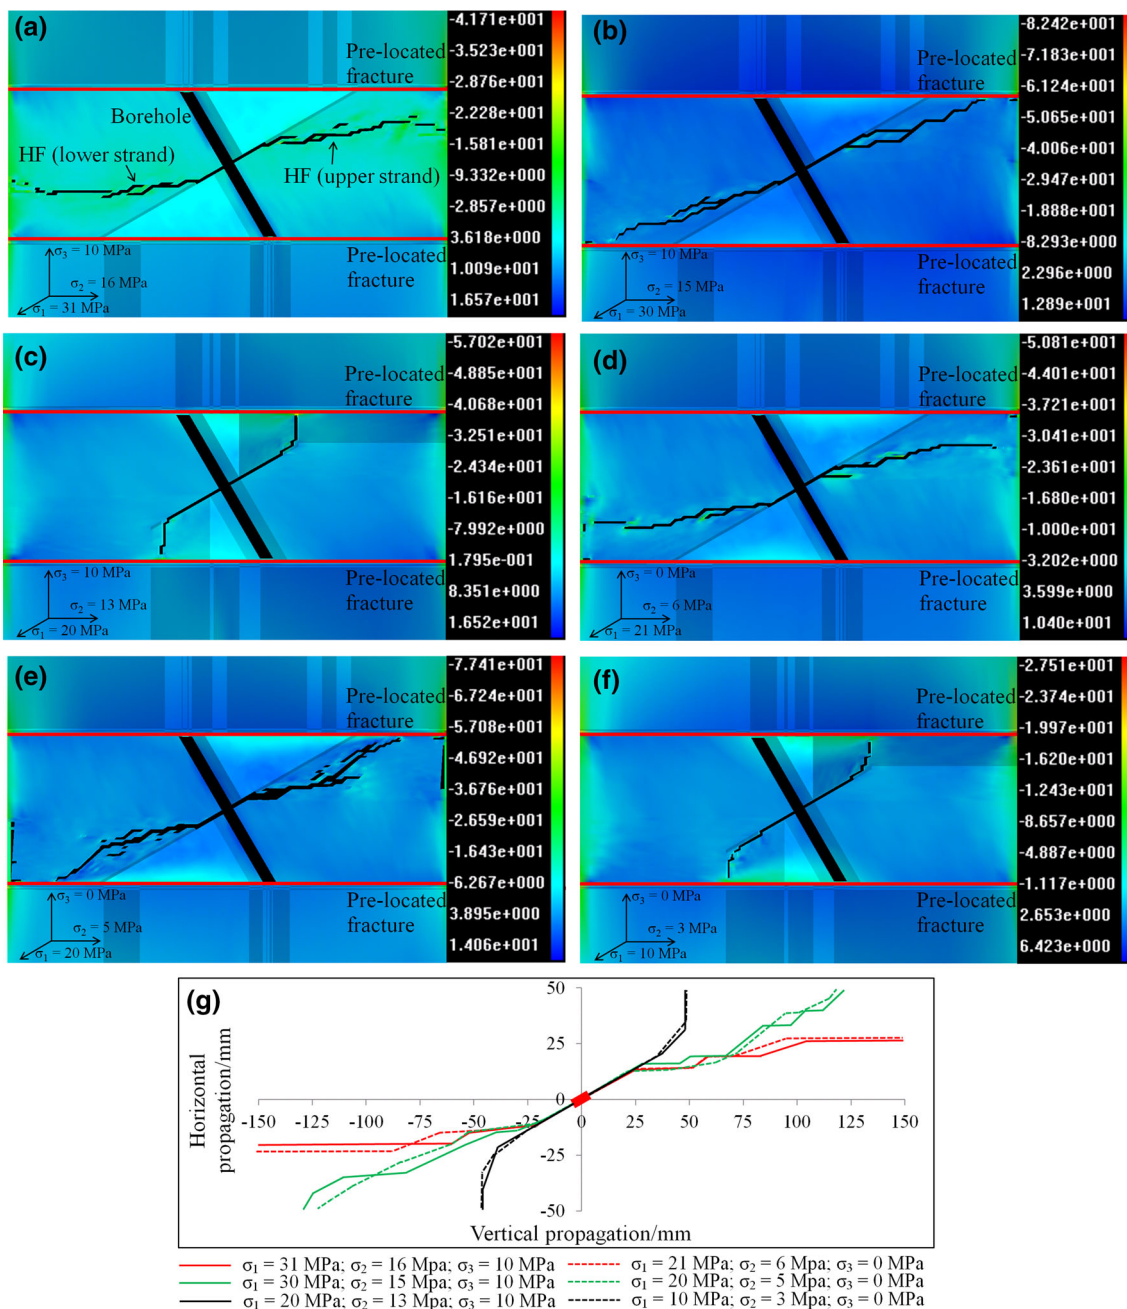 (a)
Pre-located
fracture
Borehole
HF (lower strand)
HF (upper strand)
Pre-located
fracture
σ3 = 10 MPa
σ2 = 16 MPa
σ1 = 31 MPa
-4.171e+001
-3.523e+001
-2.876e+001
-2.228e+001
-1.581e+001
-9.332e+000
-2.857e+000
3.618e+000
1.009e+001
1.657e+001
(b)
Pre-located
fracture
Pre-located
fracture
σ3 = 10 MPa
σ2 = 15 MPa
σ1 = 30 MPa
-8.242e+001
-7.183e+001
-6.124e+001
-5.065e+001
-4.006e+001
-2.947e+001
-1.888e+001
-8.293e+000
2.296e+000
1.289e+001
(c)
Pre-located
fracture
Pre-located
fracture
σ3 = 10 MPa
σ2 = 13 MPa
σ1 = 20 MPa
-5.702e+001
-4.885e+001
-4.068e+001
-3.251e+001
-2.434e+001
-1.616e+001
-7.992e+000
1.795e-001
8.351e+000
1.652e+001
(d)
Pre-located
fracture
Pre-located
fracture
σ3 = 0 MPa
σ2 = 6 MPa
σ1 = 21 MPa
-5.081e+001
-4.401e+001
-3.721e+001
-3.041e+001
-2.361e+001
-1.680e+001
-1.000e+001
-3.202e+000
3.599e+000
1.040e+001
(e)
Pre-located
fracture
Pre-located
fracture
σ3 = 0 MPa
σ2 = 5 MPa
σ1 = 20 MPa
-7.741e+001
-6.724e+001
-5.708e+001
-4.692e+001
-3.676e+001
-2.659e+001
-1.643e+001
-6.267e+000
3.895e+000
1.406e+001
(f)
Pre-located
fracture
Pre-located
fracture
σ3 = 0 MPa
σ2 = 3 MPa
σ1 = 10 MPa
-2.751e+001
-2.374e+001
-1.997e+001
-1.620e+001
-1.243e+001
-8.657e+000
-4.887e+000
-1.117e+000
2.653e+000
6.423e+000
(g)
Horizontal
propagation/mm
50
25
0
-25
-50
-150 -125 -100 -75 -50 -25 0 25 50 75 100 125 150
Vertical propagation/mm
σ1 = 31 MPa; σ2 = 16 Mpa; σ3 = 10 MPa
σ1 = 21 MPa; σ2 = 6 Mpa; σ3 = 0 MPa
σ1 = 30 MPa; σ2 = 15 Mpa; σ3 = 10 MPa
σ1 = 20 MPa; σ2 = 5 Mpa; σ3 = 0 MPa
σ1 = 20 MPa; σ2 = 13 Mpa; σ3 = 10 MPa
σ1 = 10 MPa; σ2 = 3 Mpa; σ3 = 0 MPa